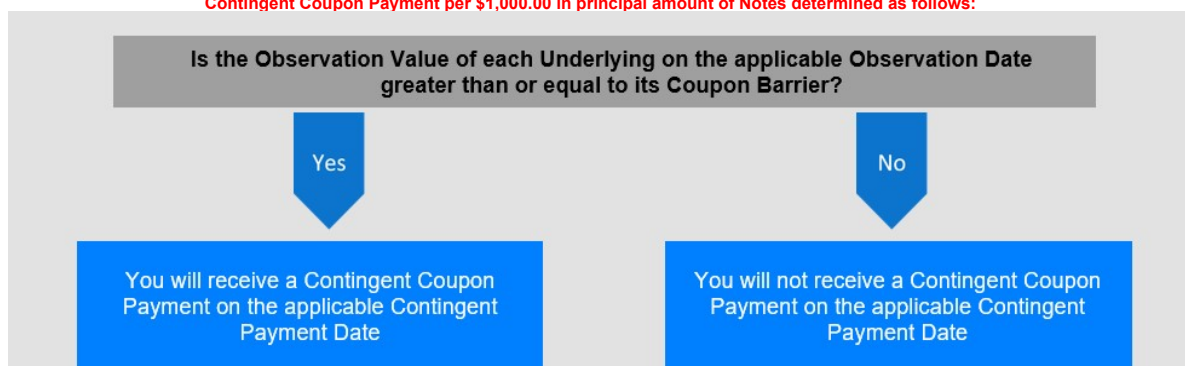 Contingent Coupon Payment per $1,000.00 in principal amount of Notes determined as follows:
Is the Observation Value of each Underlying on the applicable Observation Date
greater than or equal to its Coupon Barrier?
Yes
No
You will receive a Contingent Coupon
Payment on the applicable Contingent
Payment Date
You will not receive a Contingent Coupon
Payment on the applicable Contingent
Payment Date